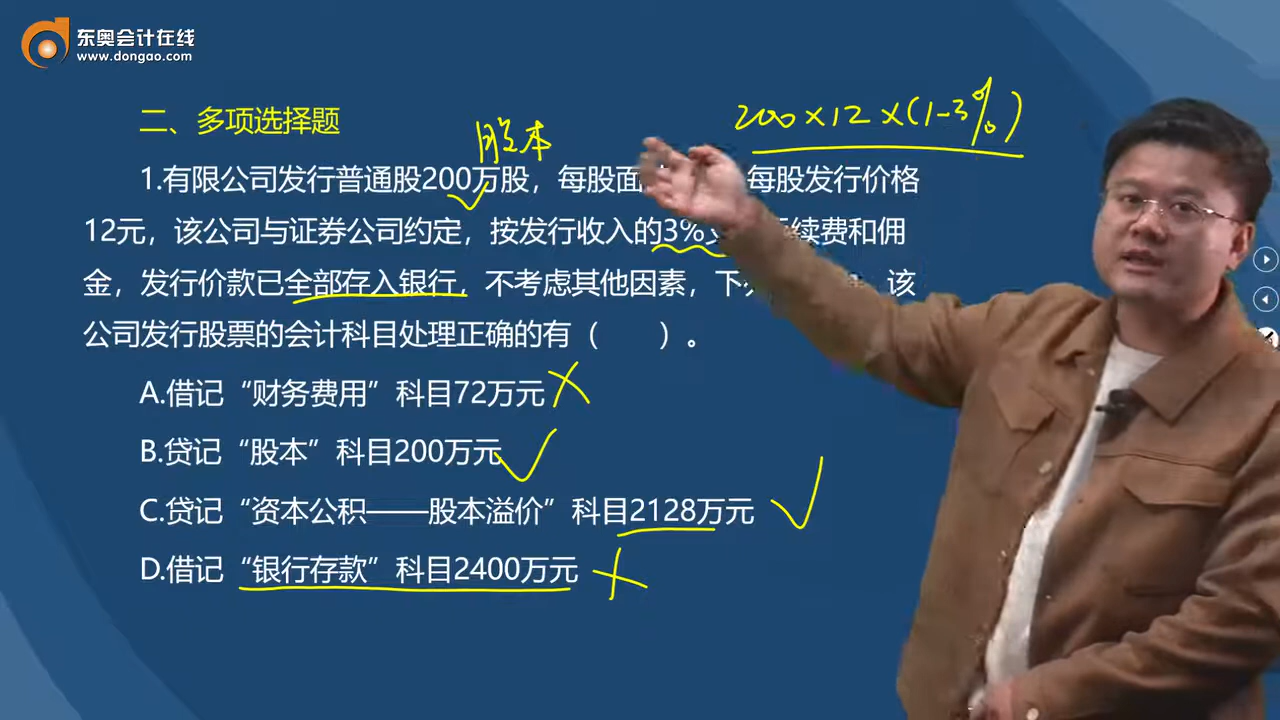 东奥会计在线
www.dongao.com
200×12×(1-3%)
二、多项选择题
股本
1.有限公司发行普通股200万股，每股面 每股发行价格
12元，该公司与证券公司约定，按发行收入的3% 续费和佣
金，发行价款已全部存入银行，不考虑其他因素，下 该
公司发行股票的会计科目处理正确的有（ ）。
A.借记“财务费用”科目72万元
B.贷记“股本”科目200万元
C.贷记“资本公积——股本溢价”科目2128万元
D.借记“银行存款”科目2400万元